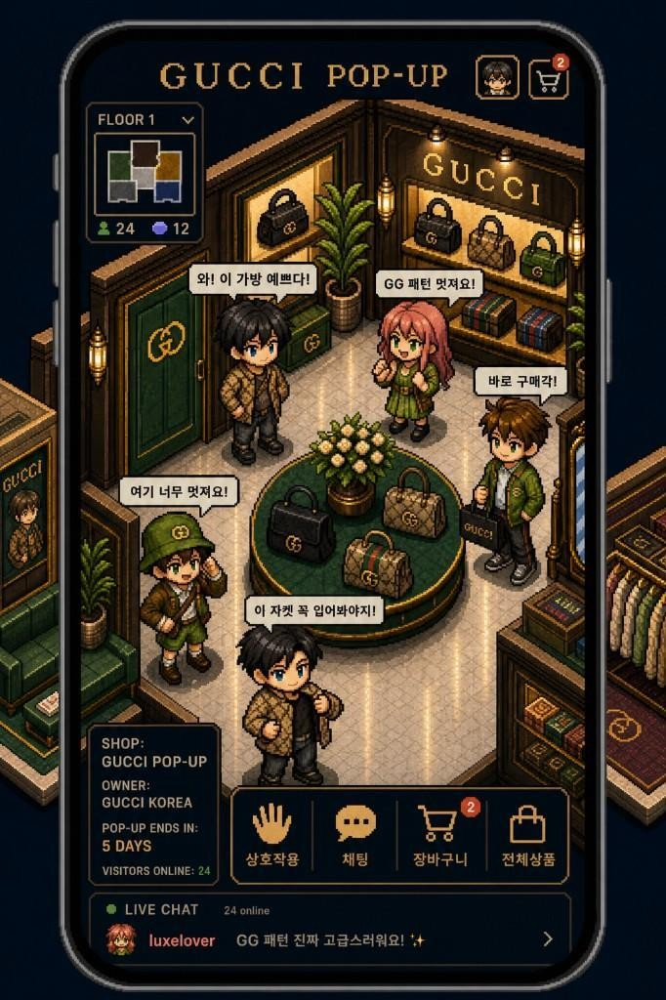 GUCCI POP-UP
2
FLOOR 1
24 12
GUCCI
와! 이 가방 예쁘다!
GG 패턴 멋져요!
바로 구매각!
GUCCI
여기 너무 멋져요!
GUCCI
이 자켓 꼭 입어봐야지!
SHOP:
GUCCI POP-UP
OWNER:
GUCCI KOREA
POP-UP ENDS IN:
5 DAYS
VISITORS ONLINE: 24
2
상호작용 채팅 장바구니 전체상품
LIVE CHAT 24 online
luxelover GG 패턴 진짜 고급스러워요! ✨